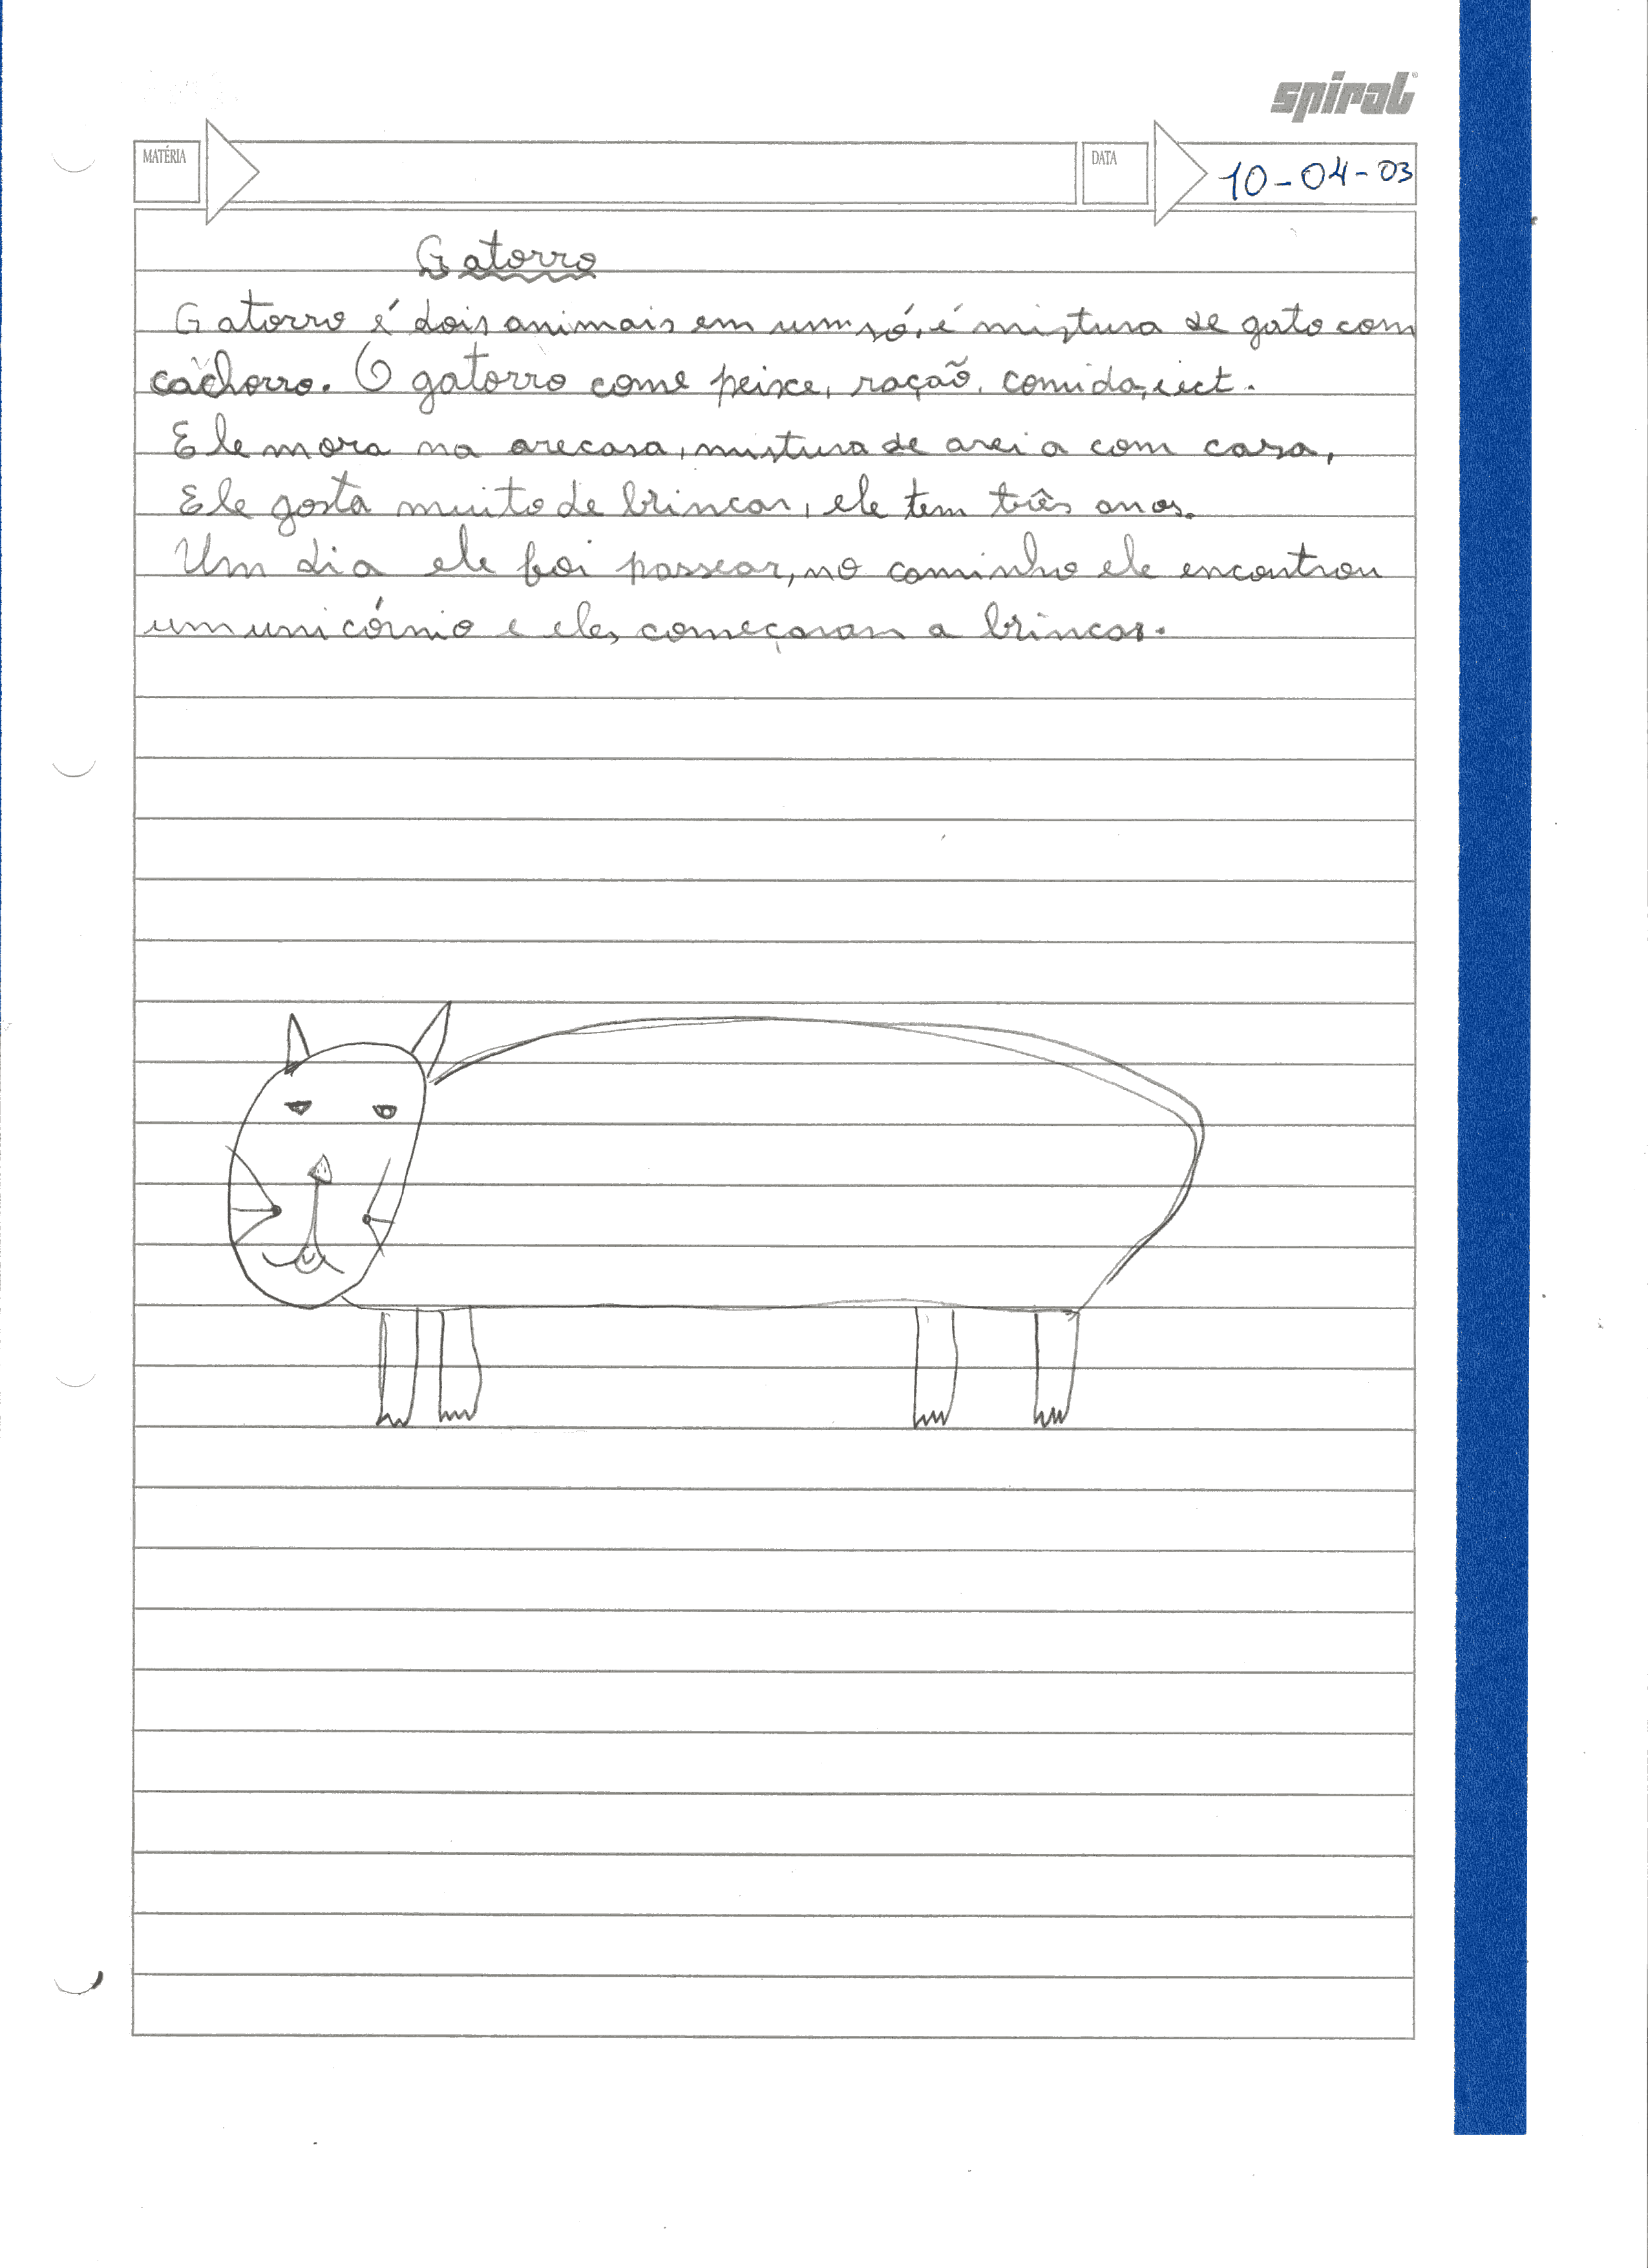 spiral
MATÉRIA
DATA
10-04-03
Gatorro
Gatorro é dois animais em um só, é mistura de gato com
cachorro. O gatorro come peixe, ração, comida, ect.
Ele mora na arecasa, mistura de areia com casa,
Ele gosta muito de brincar, ele tem três anos.
Um dia ele foi passear, no caminho ele encontrou
um unicórnio e eles começaran a brincar.